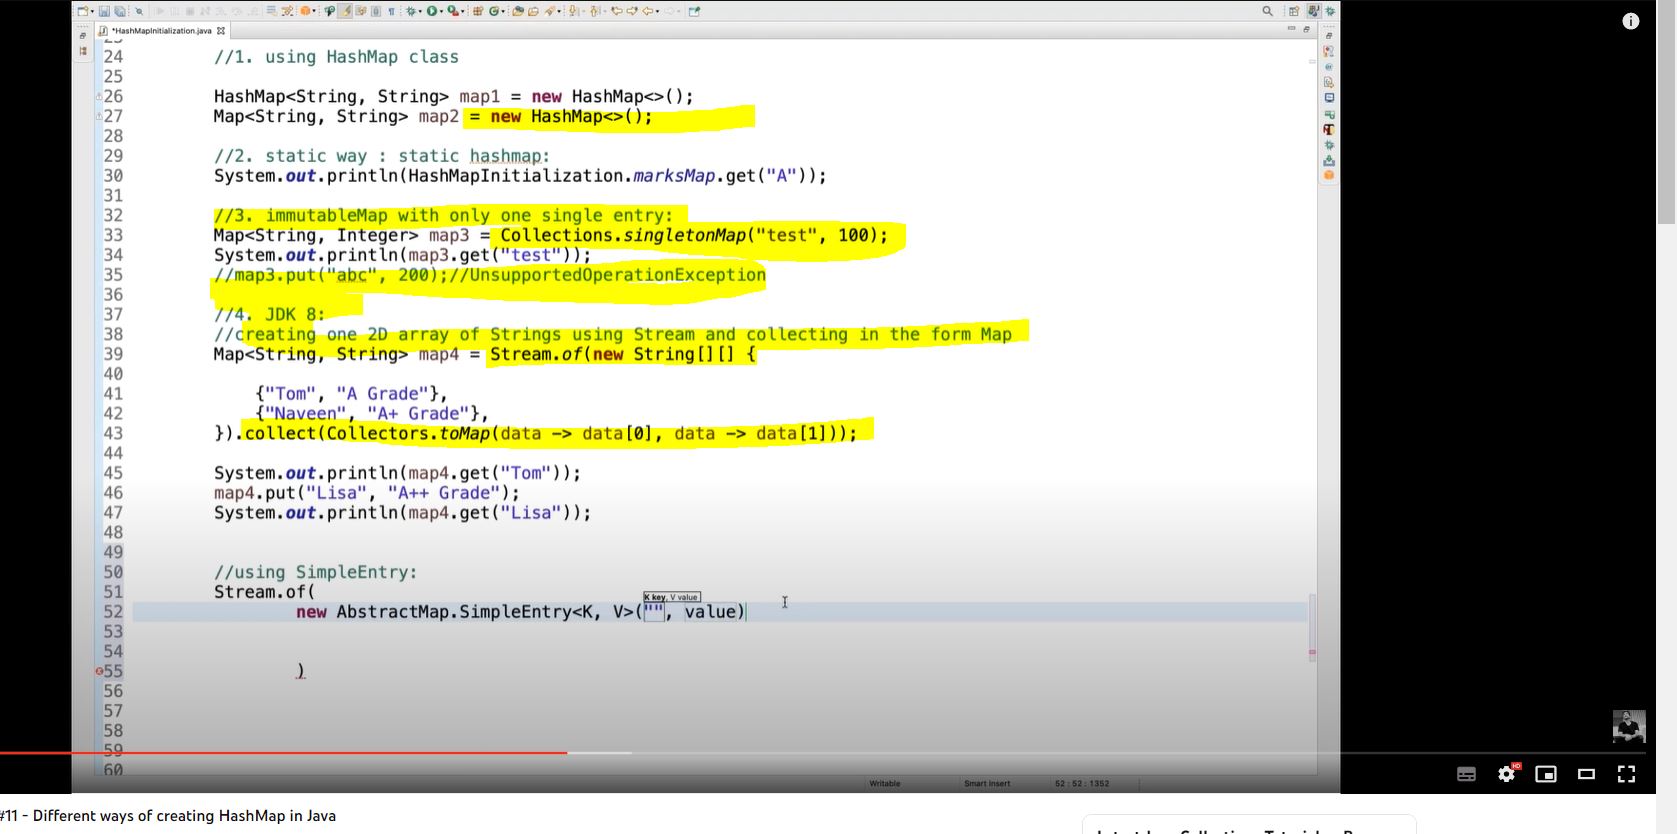 *HashMapInitialization.java
24 //1. using HashMap class
25
26 HashMap<String, String> map1 = new HashMap<>();
27 Map<String, String> map2 = new HashMap<>();
28
29 //2. static way : static hashmap:
30 System.out.println(HashMapInitialization.marksMap.get("A"));
31
32 //3. immutableMap with only one single entry:
33 Map<String, Integer> map3 = Collections.singletonMap("test", 100);
34 System.out.println(map3.get("test"));
35 //map3.put("abc", 200);//UnsupportedOperationException
36
37 //4. JDK 8:
38 //creating one 2D array of Strings using Stream and collecting in the form Map
39 Map<String, String> map4 = Stream.of(new String[][] {
40
41 {"Tom", "A Grade"},
42 {"Naveen", "A+ Grade"},
43 }).collect(Collectors.toMap(data -> data[0], data -> data[1]));
44
45 System.out.println(map4.get("Tom"));
46 map4.put("Lisa", "A++ Grade");
47 System.out.println(map4.get("Lisa"));
48
49
50 //using SimpleEntry:
51 Stream.of(
K key, V value
52 new AbstractMap.SimpleEntry<K, V>("", value)
53
54
55 )
56
57
58
59
60
Writable Smart Insert 52 : 52 : 1352
HD
#11 - Different ways of creating HashMap in Java